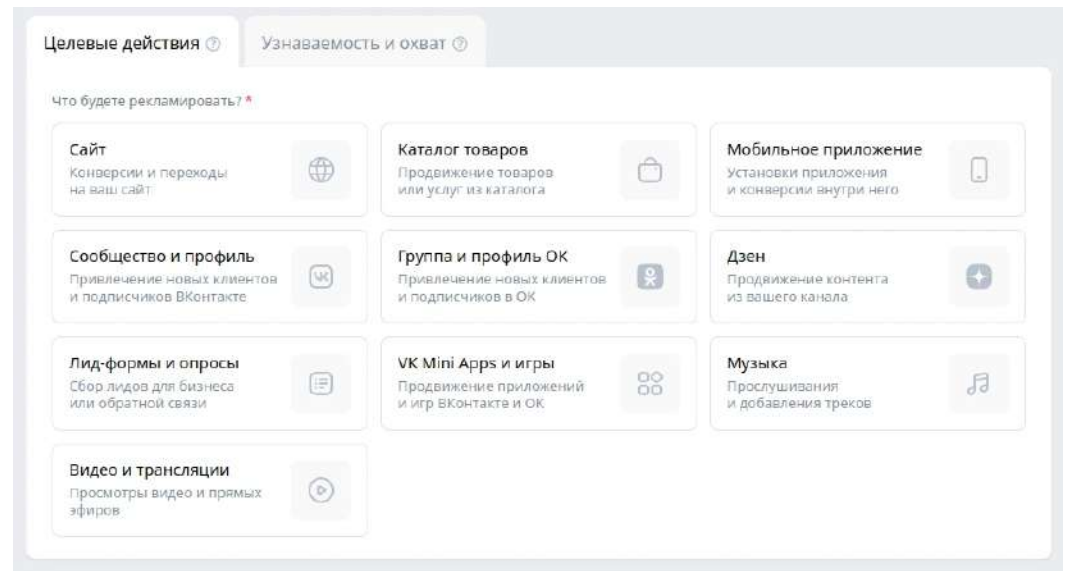 Целевые действия ?
Узнаваемость и охват ?
Что будете рекламировать? *
Сайт
Конверсии и переходы
на ваш сайт
Каталог товаров
Продвижение товаров
или услуг из каталога
Мобильное приложение
Установки приложения
и конверсии внутри него
Сообщество и профиль
Привлечение новых клиентов
и подписчиков ВКонтакте
Группа и профиль ОК
Привлечение новых клиентов
и подписчиков в ОК
Дзен
Продвижение контента
из вашего канала
Лид-формы и опросы
Сбор лидов для бизнеса
или обратной связи
VK Mini Apps и игры
Продвижение приложений
и игр ВКонтакте и ОК
Музыка
Прослушивания
и добавления треков
Видео и трансляции
Просмотры видео и прямых
эфиров